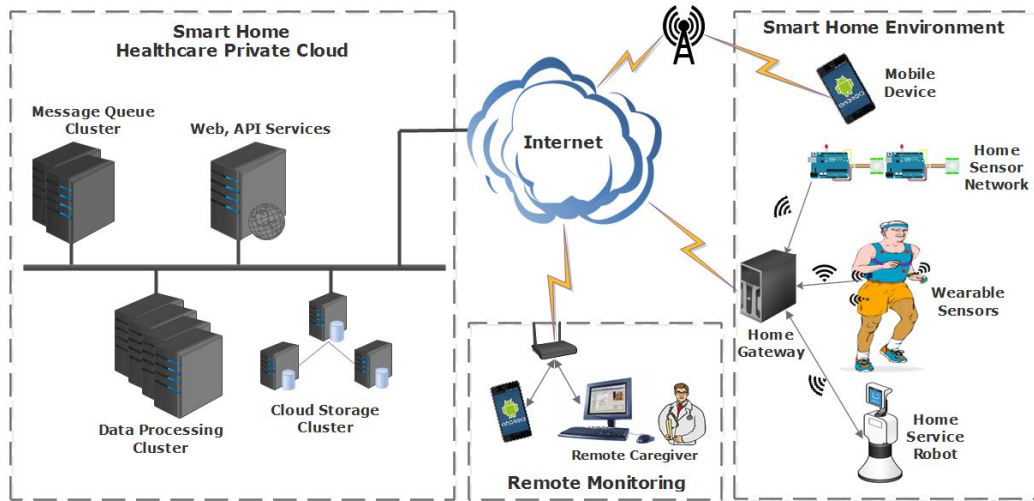 Smart Home
Healthcare Private Cloud
Message Queue
Cluster
Web, API Services
Data Processing
Cluster
Cloud Storage
Cluster
Internet
Remote Caregiver
Remote Monitoring
Smart Home Environment
Mobile
Device
Home
Sensor
Network
Wearable
Sensors
Home
Gateway
Home
Service
Robot